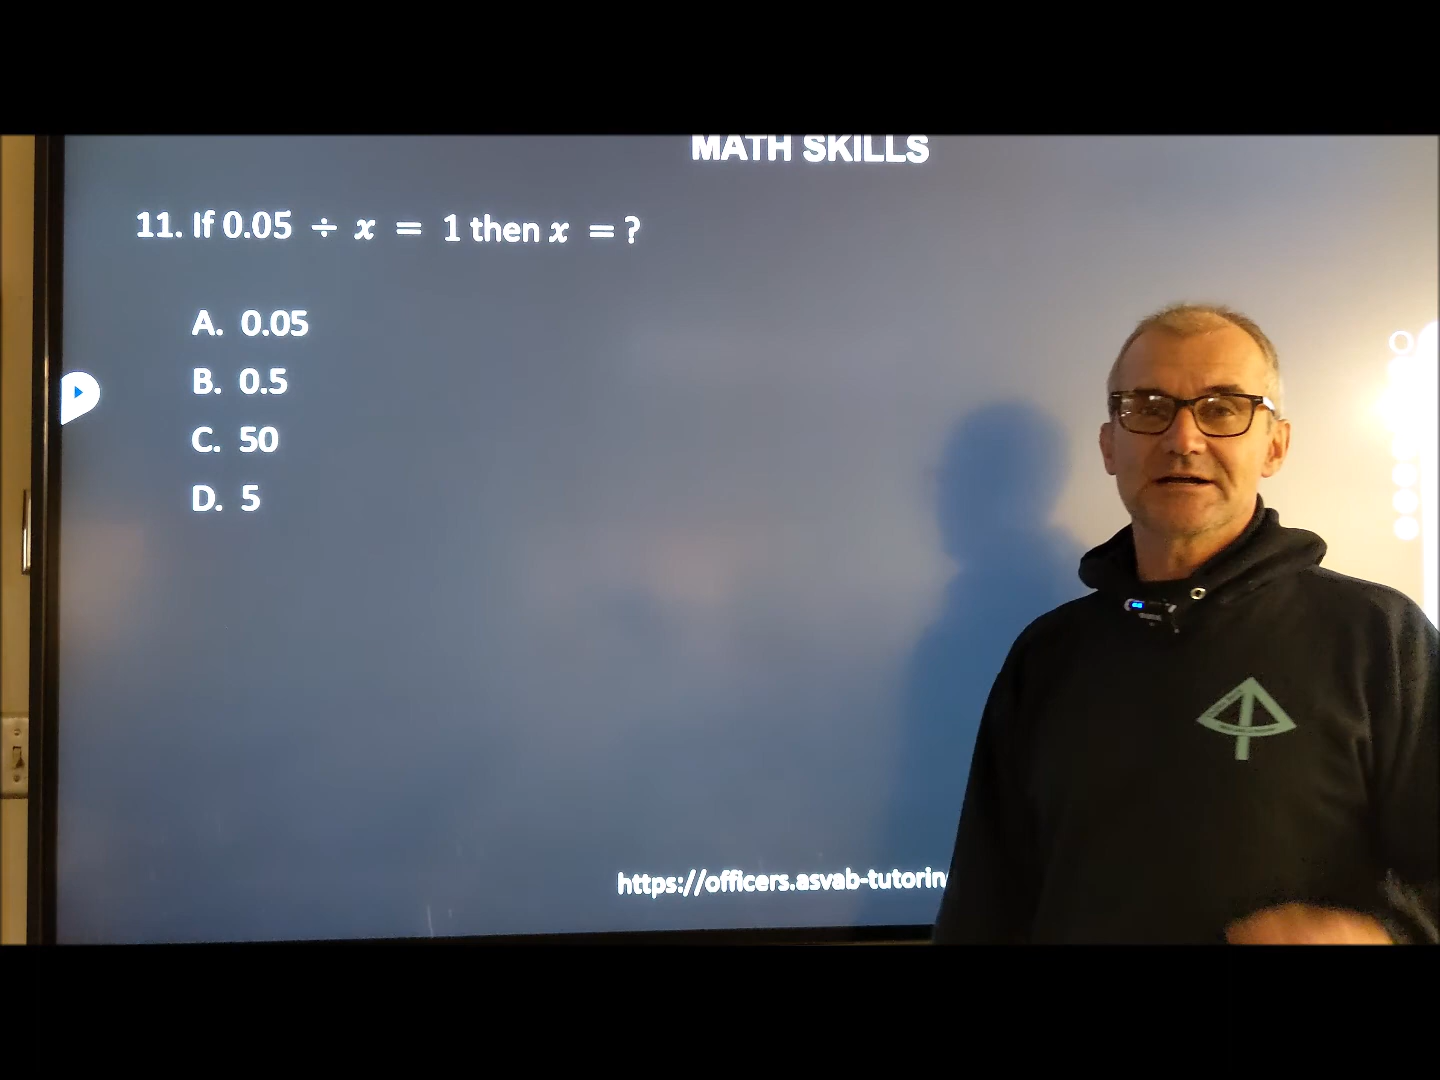 MATH SKILLS
11. If 0.05 ÷ x = 1 then x = ?
A. 0.05
B. 0.5
C. 50
D. 5
https://officers.asvab-tutorin